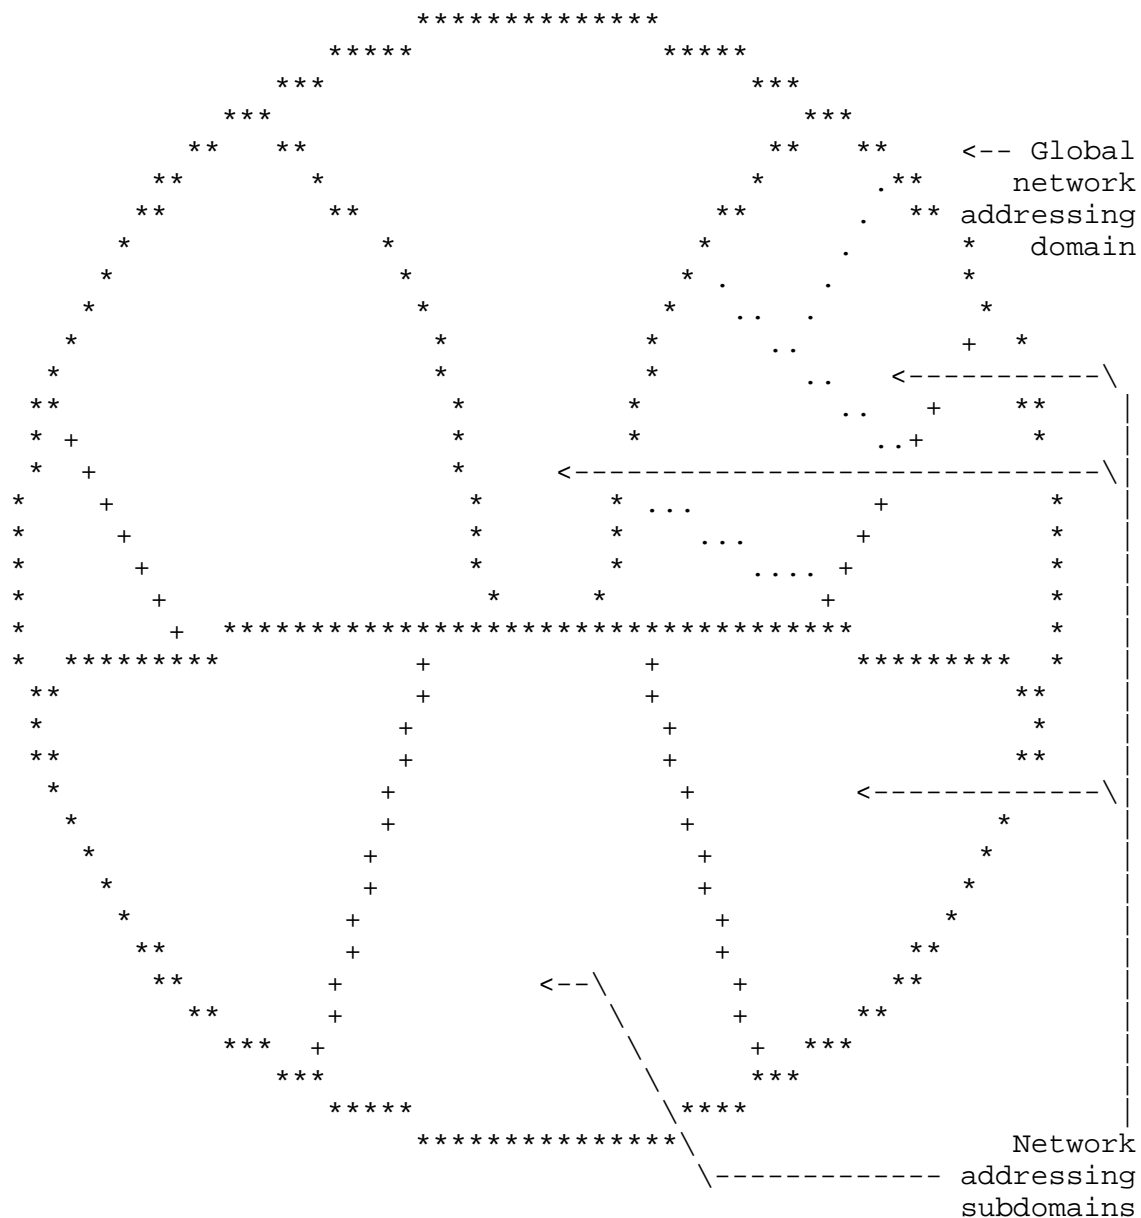 <-- Global
network
addressing
domain
Network
addressing
subdomains